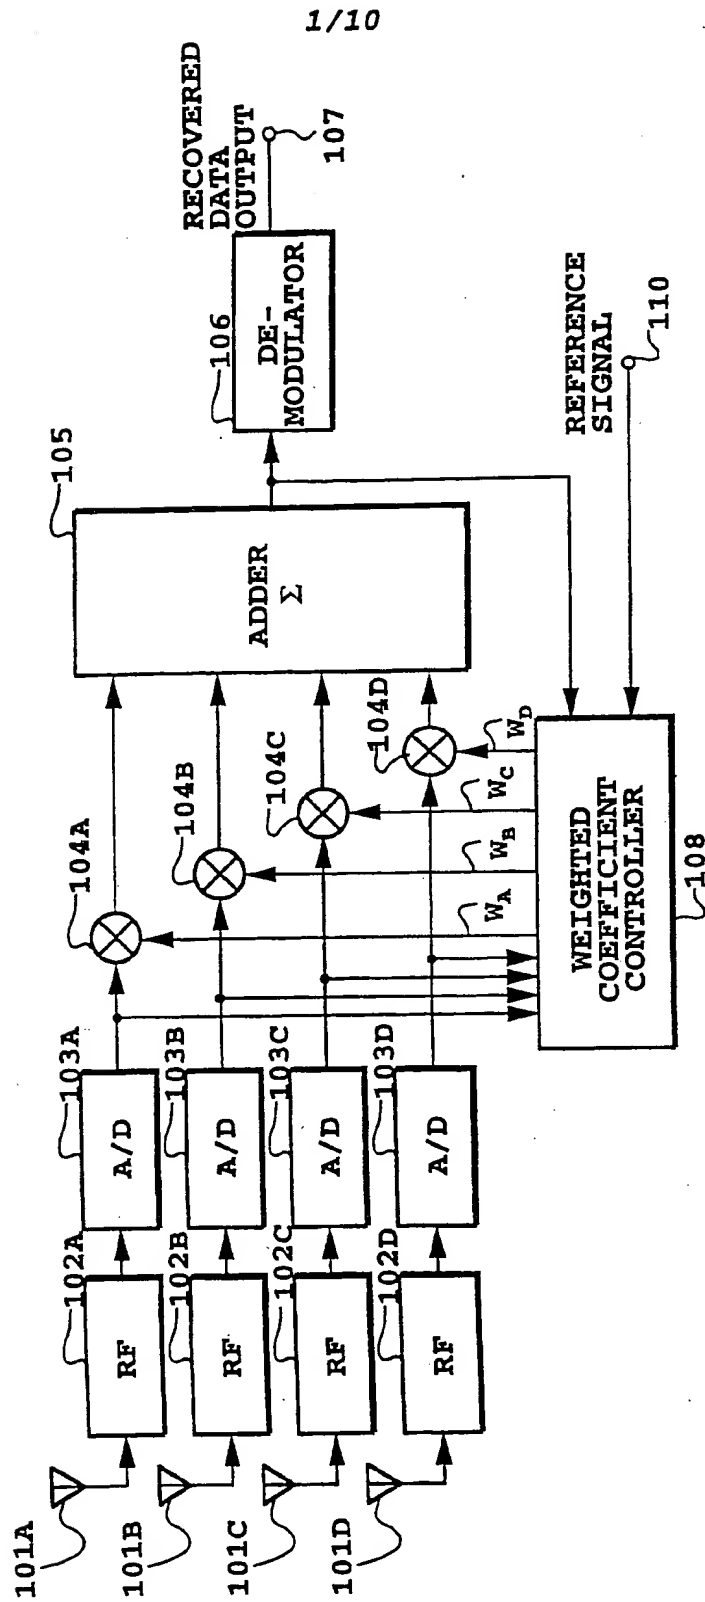 1/10
101A
101B
101C
101D
102A
102B
102C
102D
RF
RF
RF
RF
103A
103B
103C
103D
A/D
A/D
A/D
A/D
104A
104B
104C
104D
WA
WB
WC
WD
105
ADDER
Σ
106
DE-
MODULATOR
RECOVERED
DATA
OUTPUT
107
WEIGHTED
COEFFICIENT
CONTROLLER
108
REFERENCE
SIGNAL
110